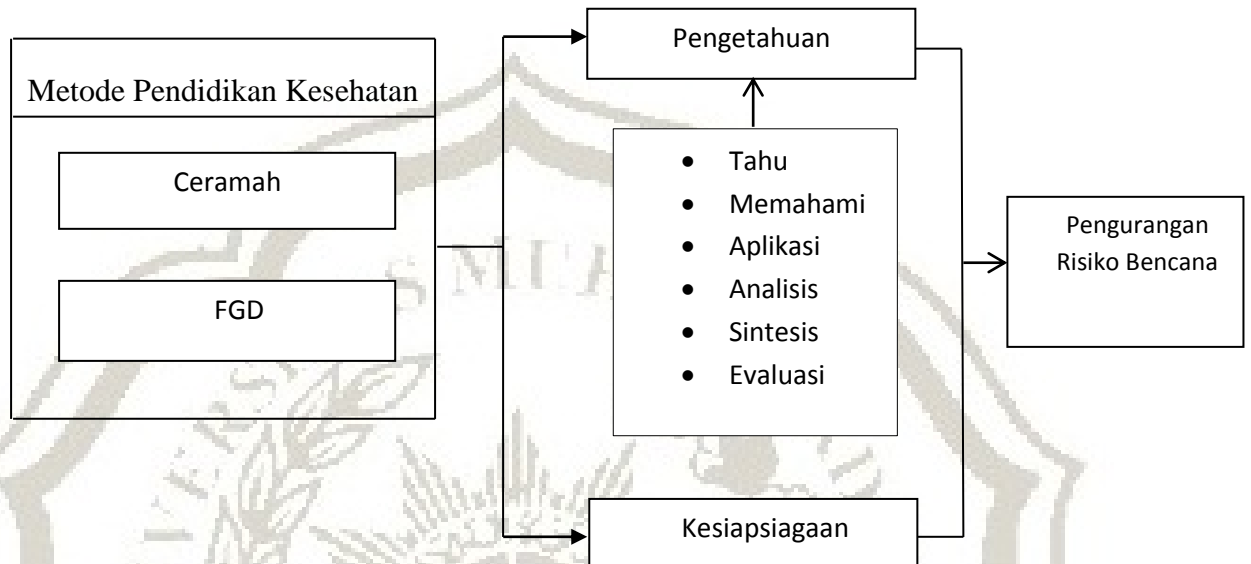 Metode Pendidikan Kesehatan
Ceramah
FGD
Pengetahuan
• Tahu
• Memahami
• Aplikasi
• Analisis
• Sintesis
• Evaluasi
Kesiapsiagaan
Pengurangan
Risiko Bencana